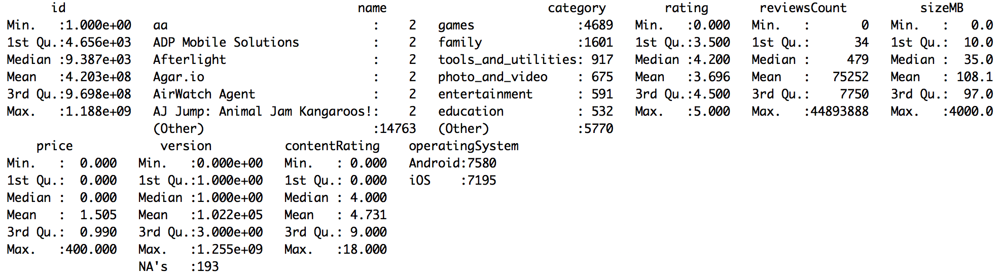 id                                      name                     category       rating       reviewsCount          sizeMB      
Min.   :1.000e+00   aa                                :    2   games             :4689   Min.   :0.000   Min.   :       0   Min.   :   0.0
1st Qu.:4.656e+03   ADP Mobile Solutions              :    2   family            :1601   1st Qu.:3.500   1st Qu.:      34   1st Qu.:  10.0
Median :9.387e+03   Afterlight                        :    2   tools_and_utilities: 917   Median :4.200   Median :     479   Median :  35.0
Mean   :4.203e+08   Agar.io                           :    2   photo_and_video    : 675   Mean   :3.696   Mean   :   75252   Mean   : 108.1
3rd Qu.:9.698e+08   AirWatch Agent                    :    2   entertainment      : 591   3rd Qu.:4.500   3rd Qu.:    7750   3rd Qu.:  97.0
Max.   :1.188e+09   AJ Jump: Animal Jam Kangaroos!:    2   education          : 532   Max.   :5.000   Max.   :44893888   Max.   :4000.0
                    (Other)                           :14763   (Other)            :5770
    price          version         contentRating    operatingSystem
Min.   :  0.000   Min.   :0.000e+00   Min.   : 0.000   Android:7580
1st Qu.:  0.000   1st Qu.:1.000e+00   1st Qu.: 0.000   iOS    :7195
Median :  0.000   Median :1.000e+00   Median : 4.000
Mean   :  1.505   Mean   :1.022e+05   Mean   : 4.731
3rd Qu.:  0.990   3rd Qu.:3.000e+00   3rd Qu.: 9.000
Max.   :400.000   Max.   :1.255e+09   Max.   :18.000
                  NA's   :193